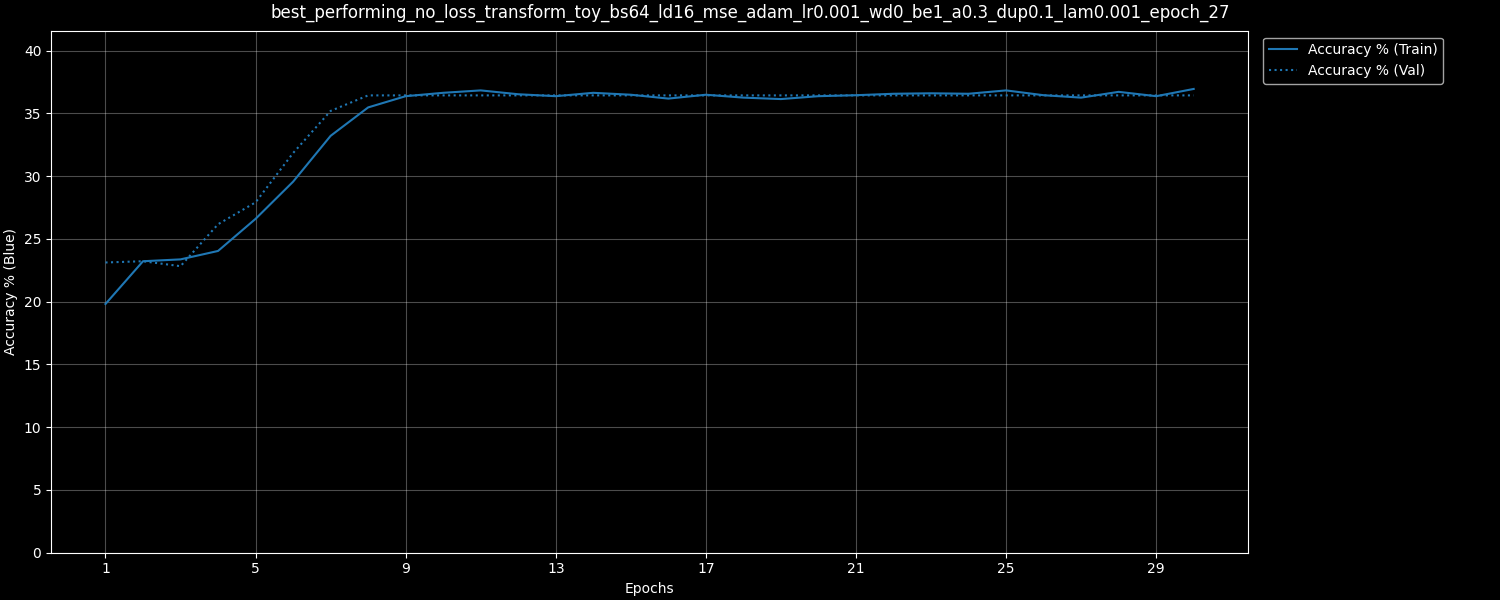 best_performing_no_loss_transform_toy_bs64_ld16_mse_adam_lr0.001_wd0_be1_a0.3_dup0.1_lam0.001_epoch_27
Accuracy % (Train)
Accuracy % (Val)
Accuracy % (Blue)
40
35
30
25
20
15
10
5
0
1 5 9 13 17 21 25 29
Epochs